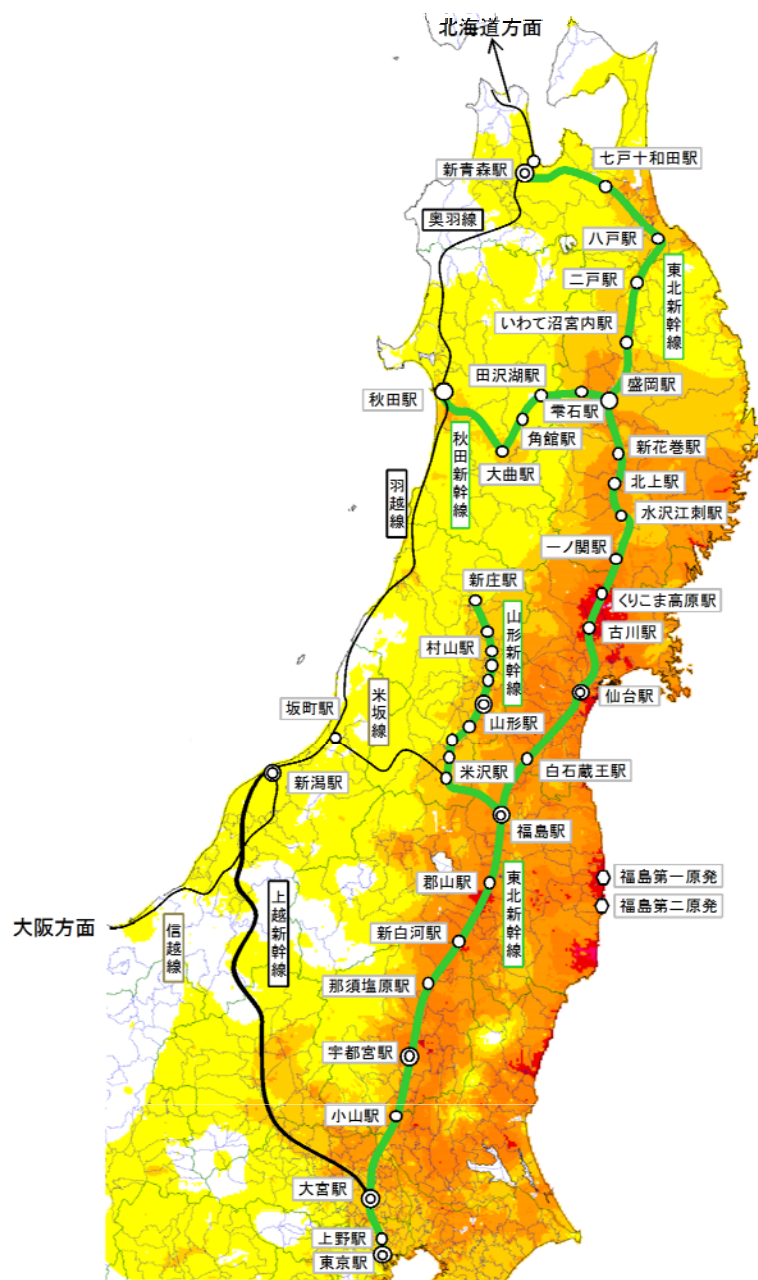 北海道方面
七戸十和田駅
新青森駅
奥羽線
八戸駅
東北新幹線
二戸駅
いわて沼宮内駅
田沢湖駅
盛岡駅
秋田駅
雫石駅
角館駅
秋田新幹線
新花巻駅
大曲駅
北上駅
羽越線
水沢江刺駅
一ノ関駅
新庄駅
くりこま高原駅
山形新幹線
古川駅
村山駅
仙台駅
坂町駅
米坂線
山形駅
白石蔵王駅
新潟駅
米沢駅
福島駅
郡山駅
東北新幹線
福島第一原発
福島第二原発
上越新幹線
大阪方面
信越線
新白河駅
那須塩原駅
宇都宮駅
小山駅
大宮駅
上野駅
東京駅